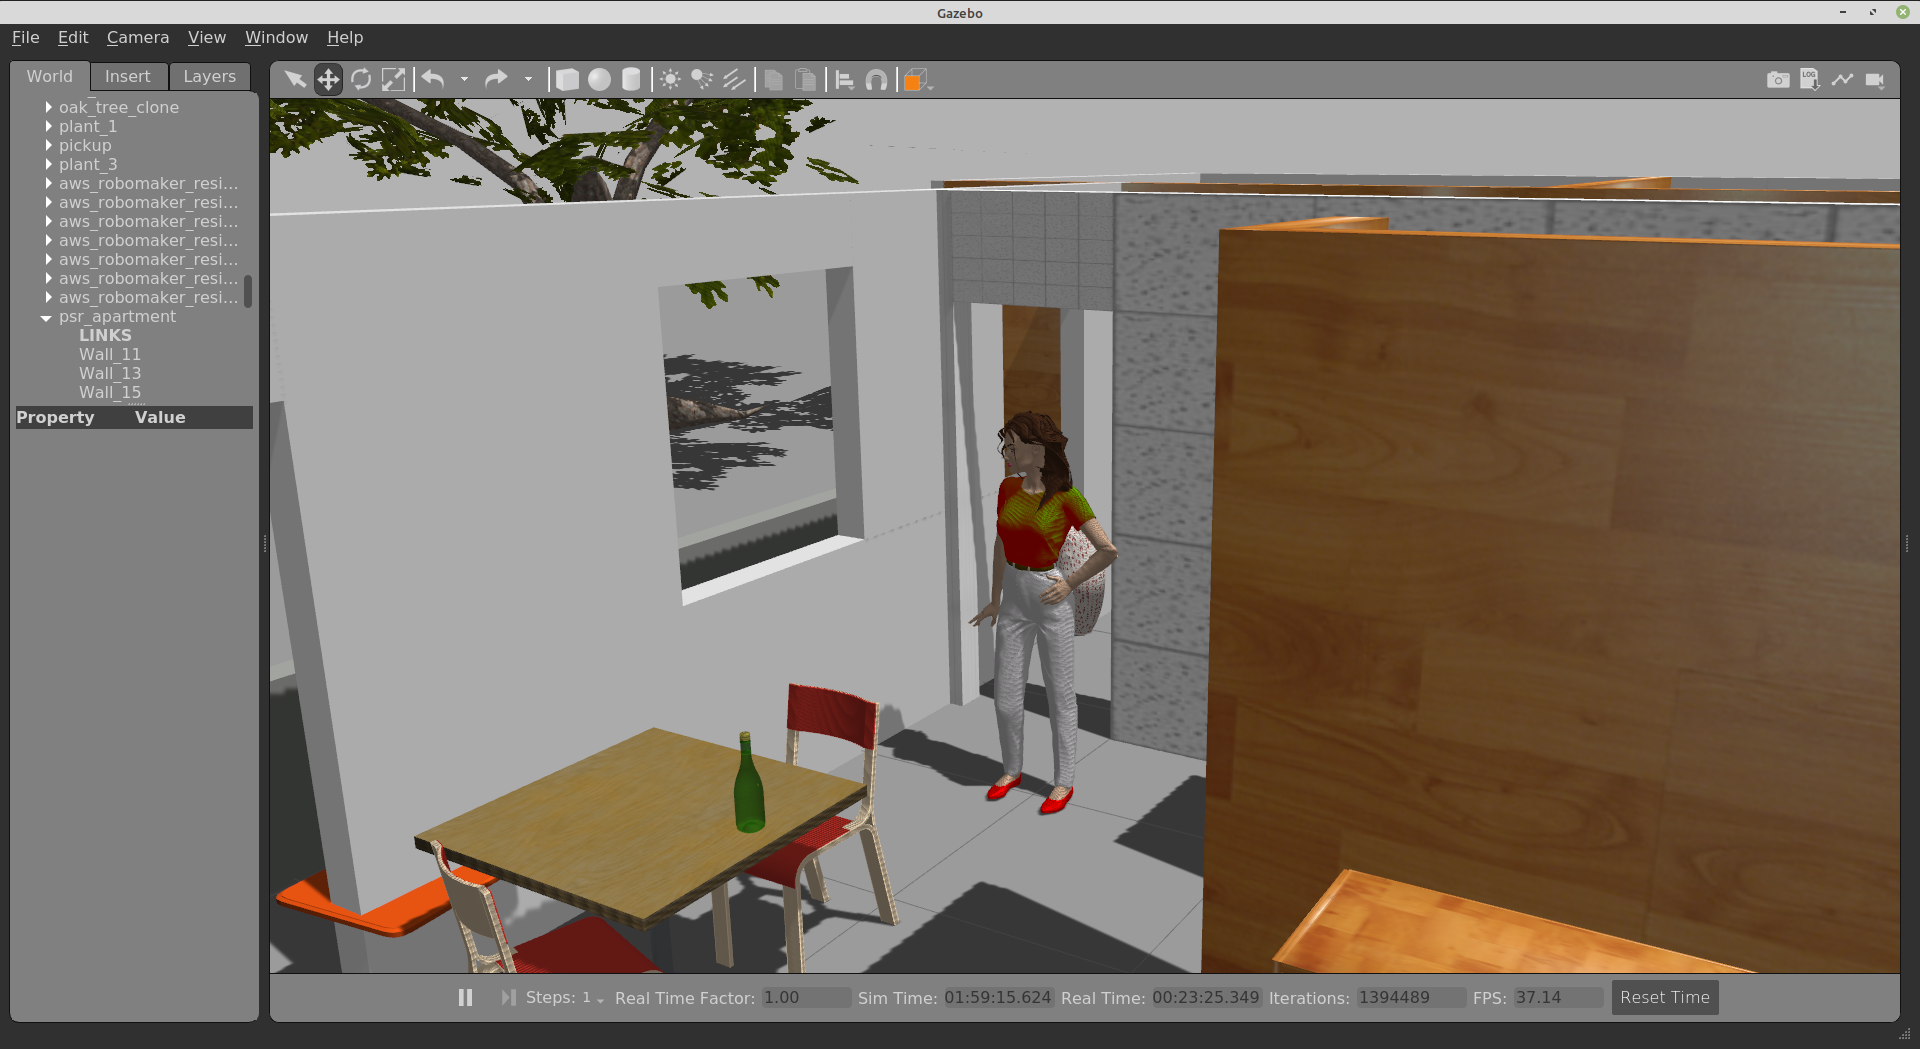 Gazebo
File Edit Camera View Window Help
World Insert Layers
oak_tree_clone
plant_1
pickup
plant_3
aws_robomaker_resi...
aws_robomaker_resi...
aws_robomaker_resi...
aws_robomaker_resi...
aws_robomaker_resi...
aws_robomaker_resi...
aws_robomaker_resi...
psr_apartment
LINKS
Wall_11
Wall_13
Wall_15
Property Value
LOG
Steps: 1 Real Time Factor: 1.00 Sim Time: 01:59:15.624 Real Time: 00:23:25.349 Iterations: 1394489 FPS: 37.14 Reset Time